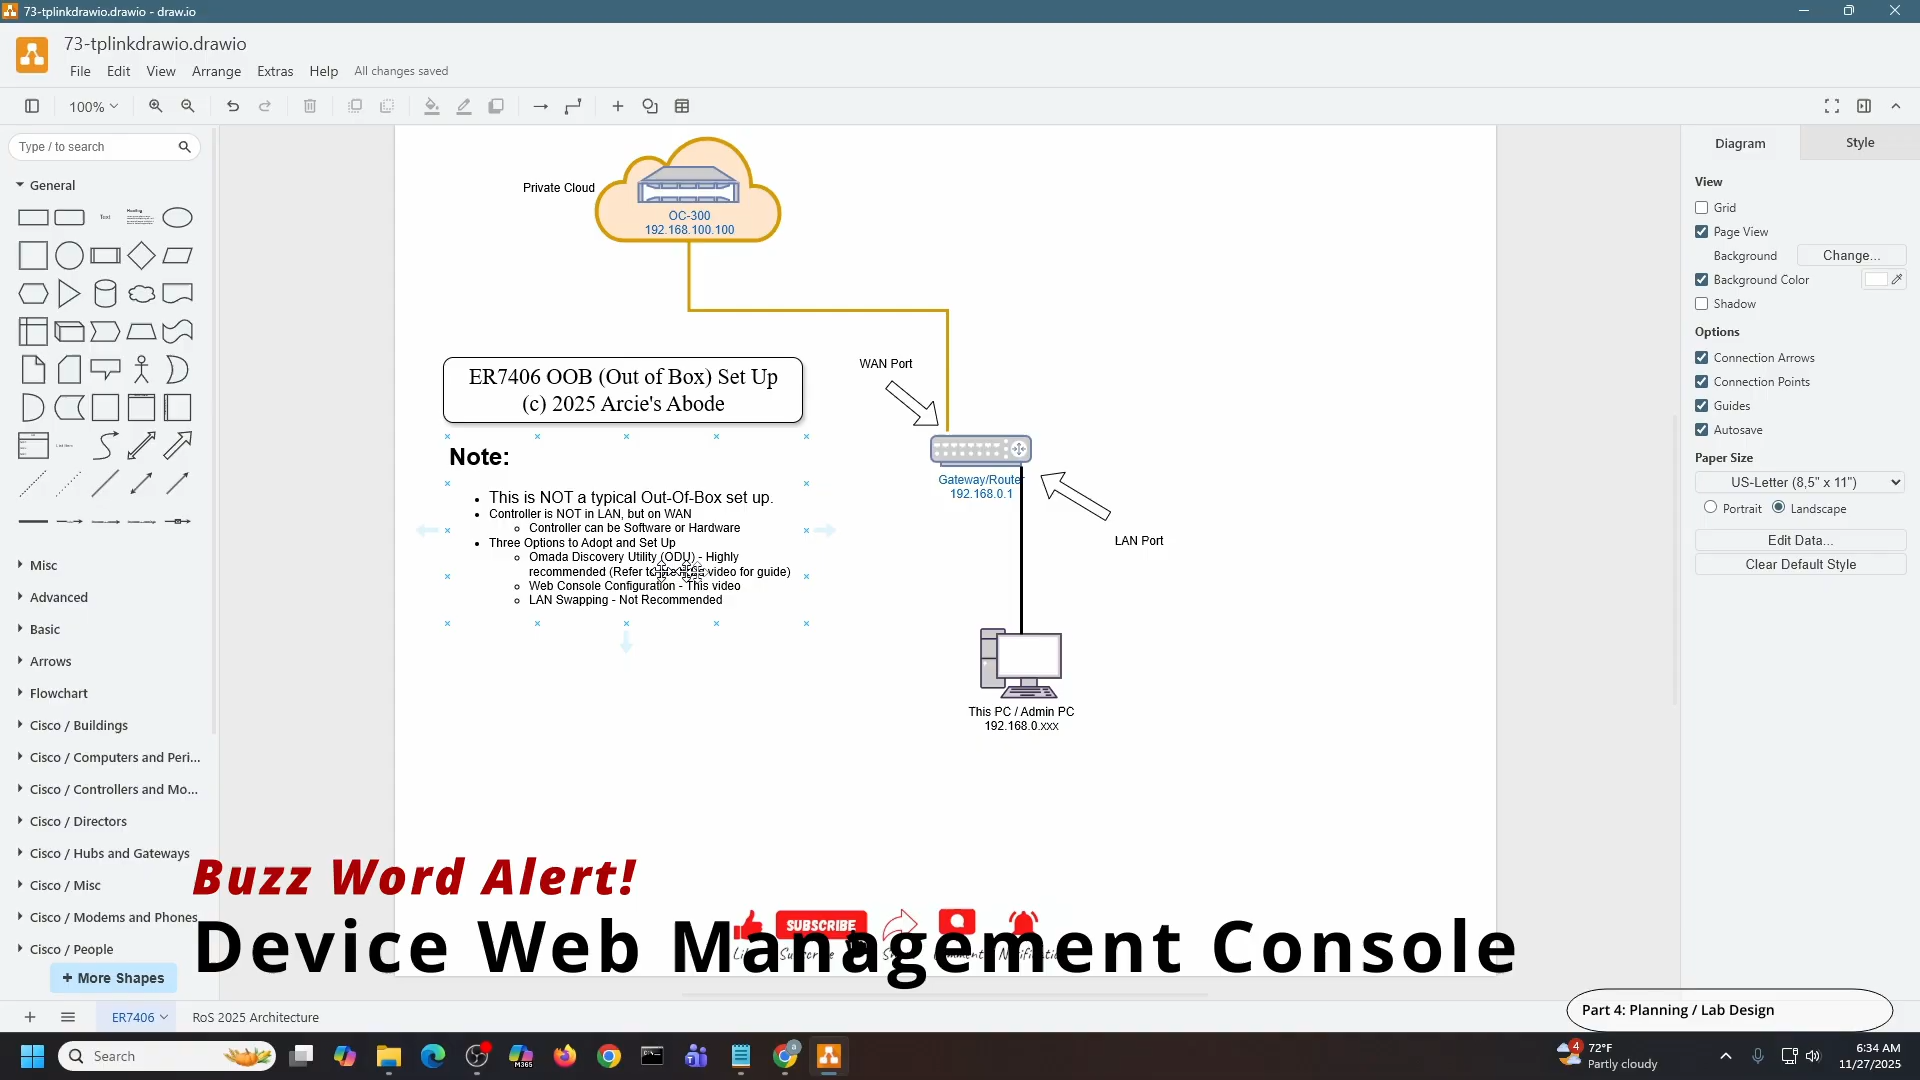 73-tplinkdrawio.drawio - draw.io
73-tplinkdrawio.drawio
File Edit View Arrange Extras Help All changes saved
100%
Type / to search
General
Text
Heading
List Item
Misc
Advanced
Basic
Arrows
Flowchart
Cisco / Buildings
Cisco / Computers and Peri...
Cisco / Controllers and Mo...
Cisco / Directors
Cisco / Hubs and Gateways
Cisco / Misc
Cisco / Modems and Phones
Cisco / People
+ More Shapes
Private Cloud
OC-300
192.168.100.100
ER7406 OOB (Out of Box) Set Up
(c) 2025 Arcie's Abode
Note:
This is NOT a typical Out-Of-Box set up.
Controller is NOT in LAN, but on WAN
Controller can be Software or Hardware
Three Options to Adopt and Set Up
Omada Discovery Utility (ODU) - Highly
recommended (Refer to video for guide)
Web Console Configuration - This video
LAN Swapping - Not Recommended
WAN Port
Gateway/Router
192.168.0.1
LAN Port
This PC / Admin PC
192.168.0.xxx
Diagram
Style
View
Grid
Page View
Background
Change...
Background Color
Shadow
Options
Connection Arrows
Connection Points
Guides
Autosave
Paper Size
US-Letter (8,5" x 11")
Portrait Landscape
Edit Data...
Clear Default Style
Buzz Word Alert!
Device Web Management Console
SUBSCRIBE
ER7406
RoS 2025 Architecture
Part 4: Planning / Lab Design
Search
M365
4
72°F
Partly cloudy
6:34 AM
11/27/2025